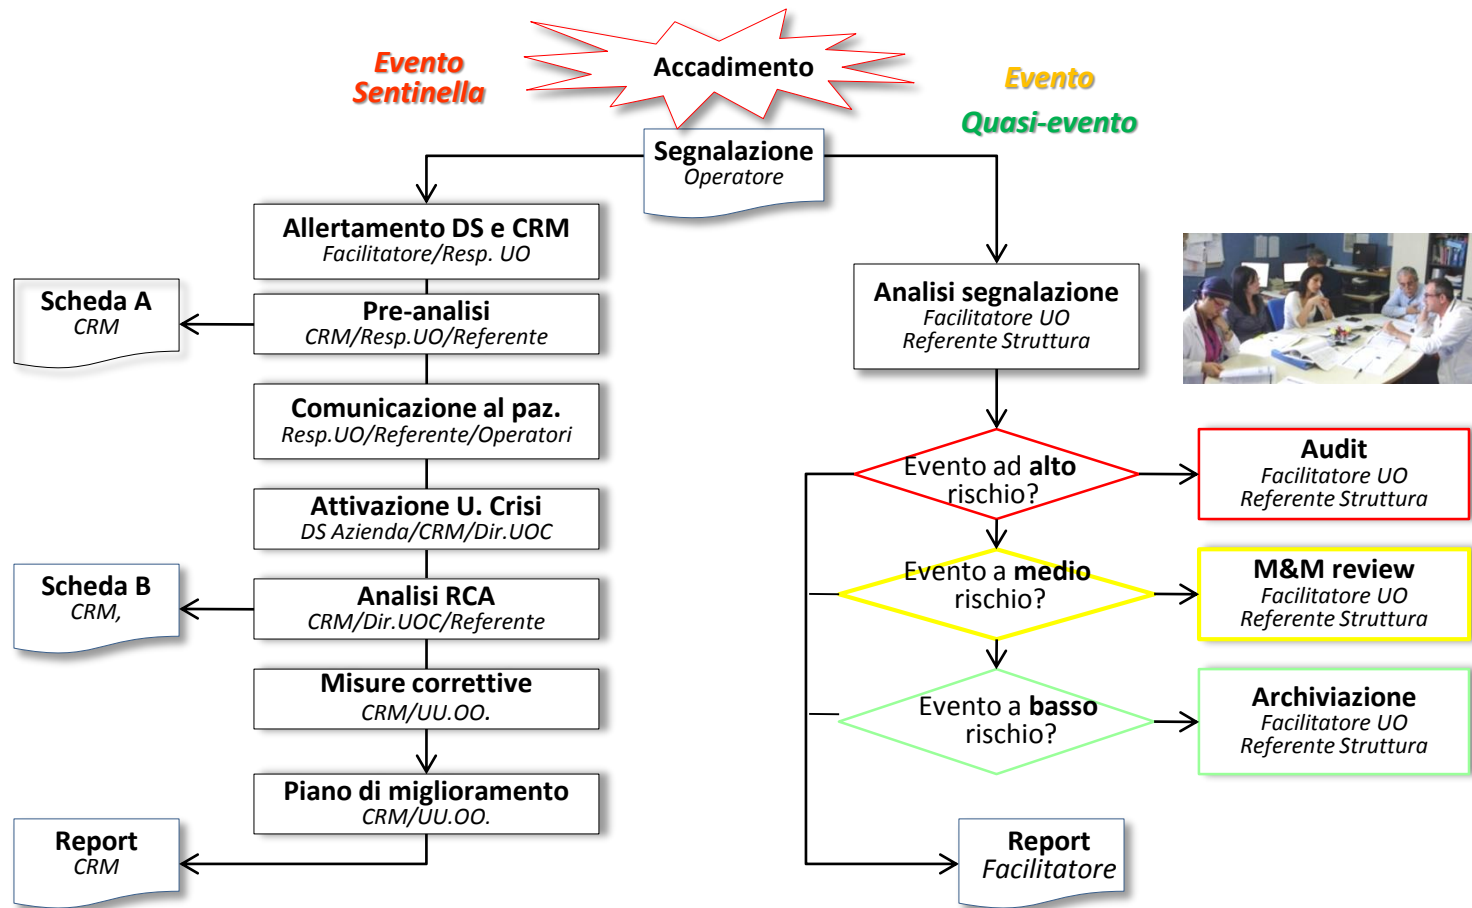 Accadimento
Evento
Sentinella
Evento
Quasi-evento
Segnalazione
Operatore
Allertamento DS e CRM
Facilitatore/Resp. UO
Scheda A
CRM
Pre-analisi
CRM/Resp.UO/Referente
Comunicazione al paz.
Resp.UO/Referente/Operatori
Attivazione U. Crisi
DS Azienda/CRM/Dir.UOC
Scheda B
CRM,
Analisi RCA
CRM/Dir.UOC/Referente
Misure correttive
CRM/UU.OO.
Piano di miglioramento
CRM/UU.OO.
Report
CRM
Analisi segnalazione
Facilitatore UO
Referente Struttura
Evento ad alto
rischio?
Audit
Facilitatore UO
Referente Struttura
Evento a medio
rischio?
M&M review
Facilitatore UO
Referente Struttura
Evento a basso
rischio?
Archiviazione
Facilitatore UO
Referente Struttura
Report
Facilitatore